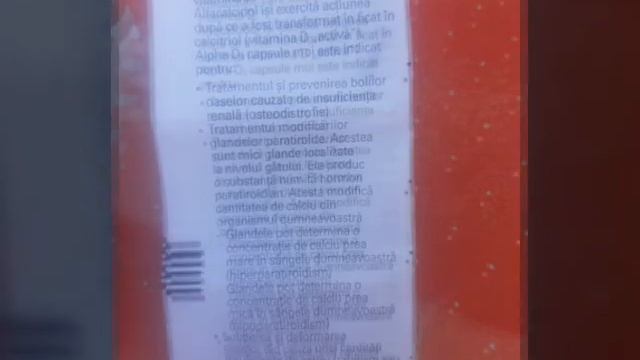 Alfacalcidol își exercită acțiunea
după ce a fost transformat în ficat în
calcitriol (vitamina D₃ „activă”).
Alpha D₃ capsule moi este indicat
pentru:
• Tratamentul și prevenirea bolilor
oaselor cauzate de insuficiența
renală (osteodistrofie)
• Tratamentul modificărilor
glandelor paratiroide. Acestea
sunt mici glande localizate
la nivelul gâtului. Ele produc
o substanță numită hormon
paratiroidian. Acesta modifică
cantitatea de calciu din
organismul dumneavoastră
Glandele pot determina o
concentrație de calciu prea
mare în sângele dumneavoastră
(hiperparatiroidism)
Glandele pot determina o
concentrație de calciu prea
mică în sângele dumneavoastră
(hipoparatiroidism)
• și deformarea
unei